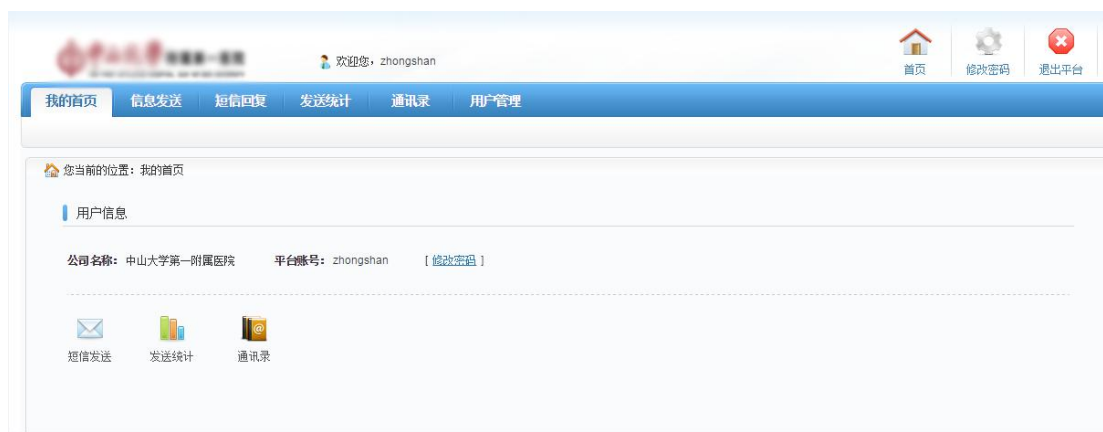 欢迎您，zhongshan
首页 修改密码 退出平台
我的首页 信息发送 短信回复 发送统计 通讯录 用户管理
您当前的位置：我的首页
用户信息
公司名称：中山大学第一附属医院 平台账号：zhongshan [修改密码]
短信发送 发送统计 通讯录